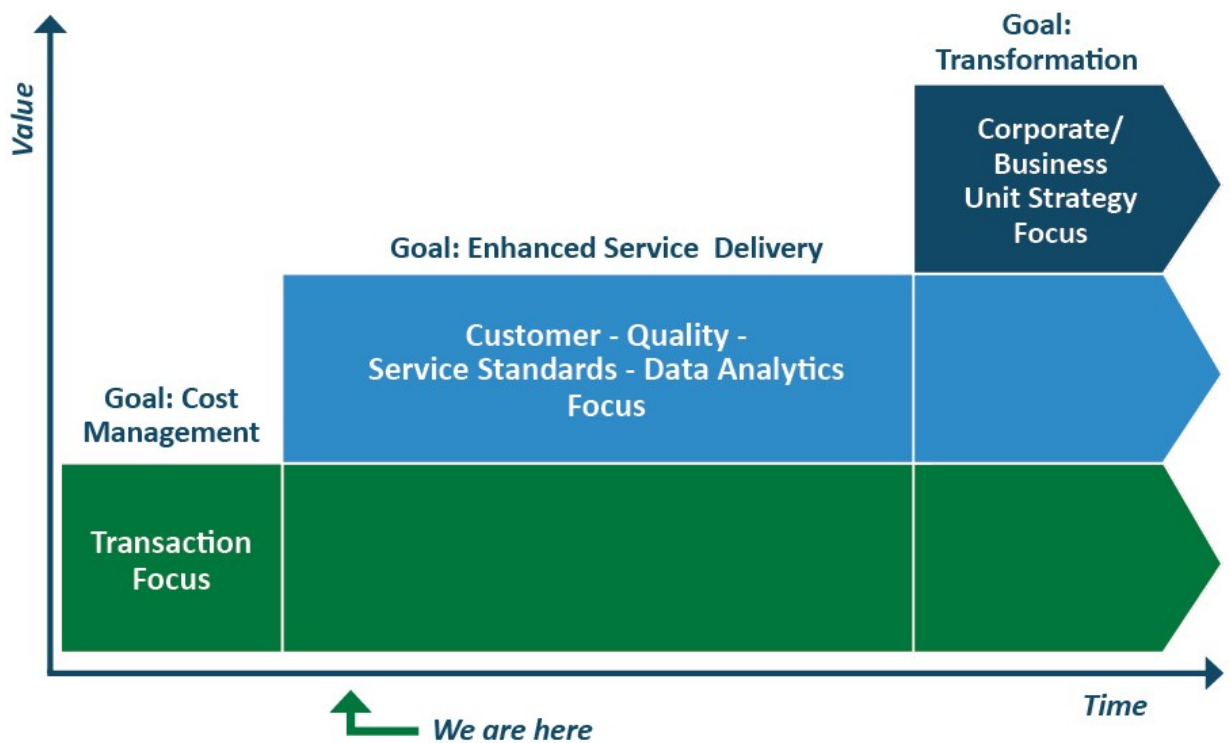 Value
Goal:
Transformation
Corporate/
Business
Unit Strategy
Focus
Goal: Enhanced Service Delivery
Customer - Quality -
Service Standards - Data Analytics
Focus
Goal: Cost
Management
Transaction
Focus
Time
We are here